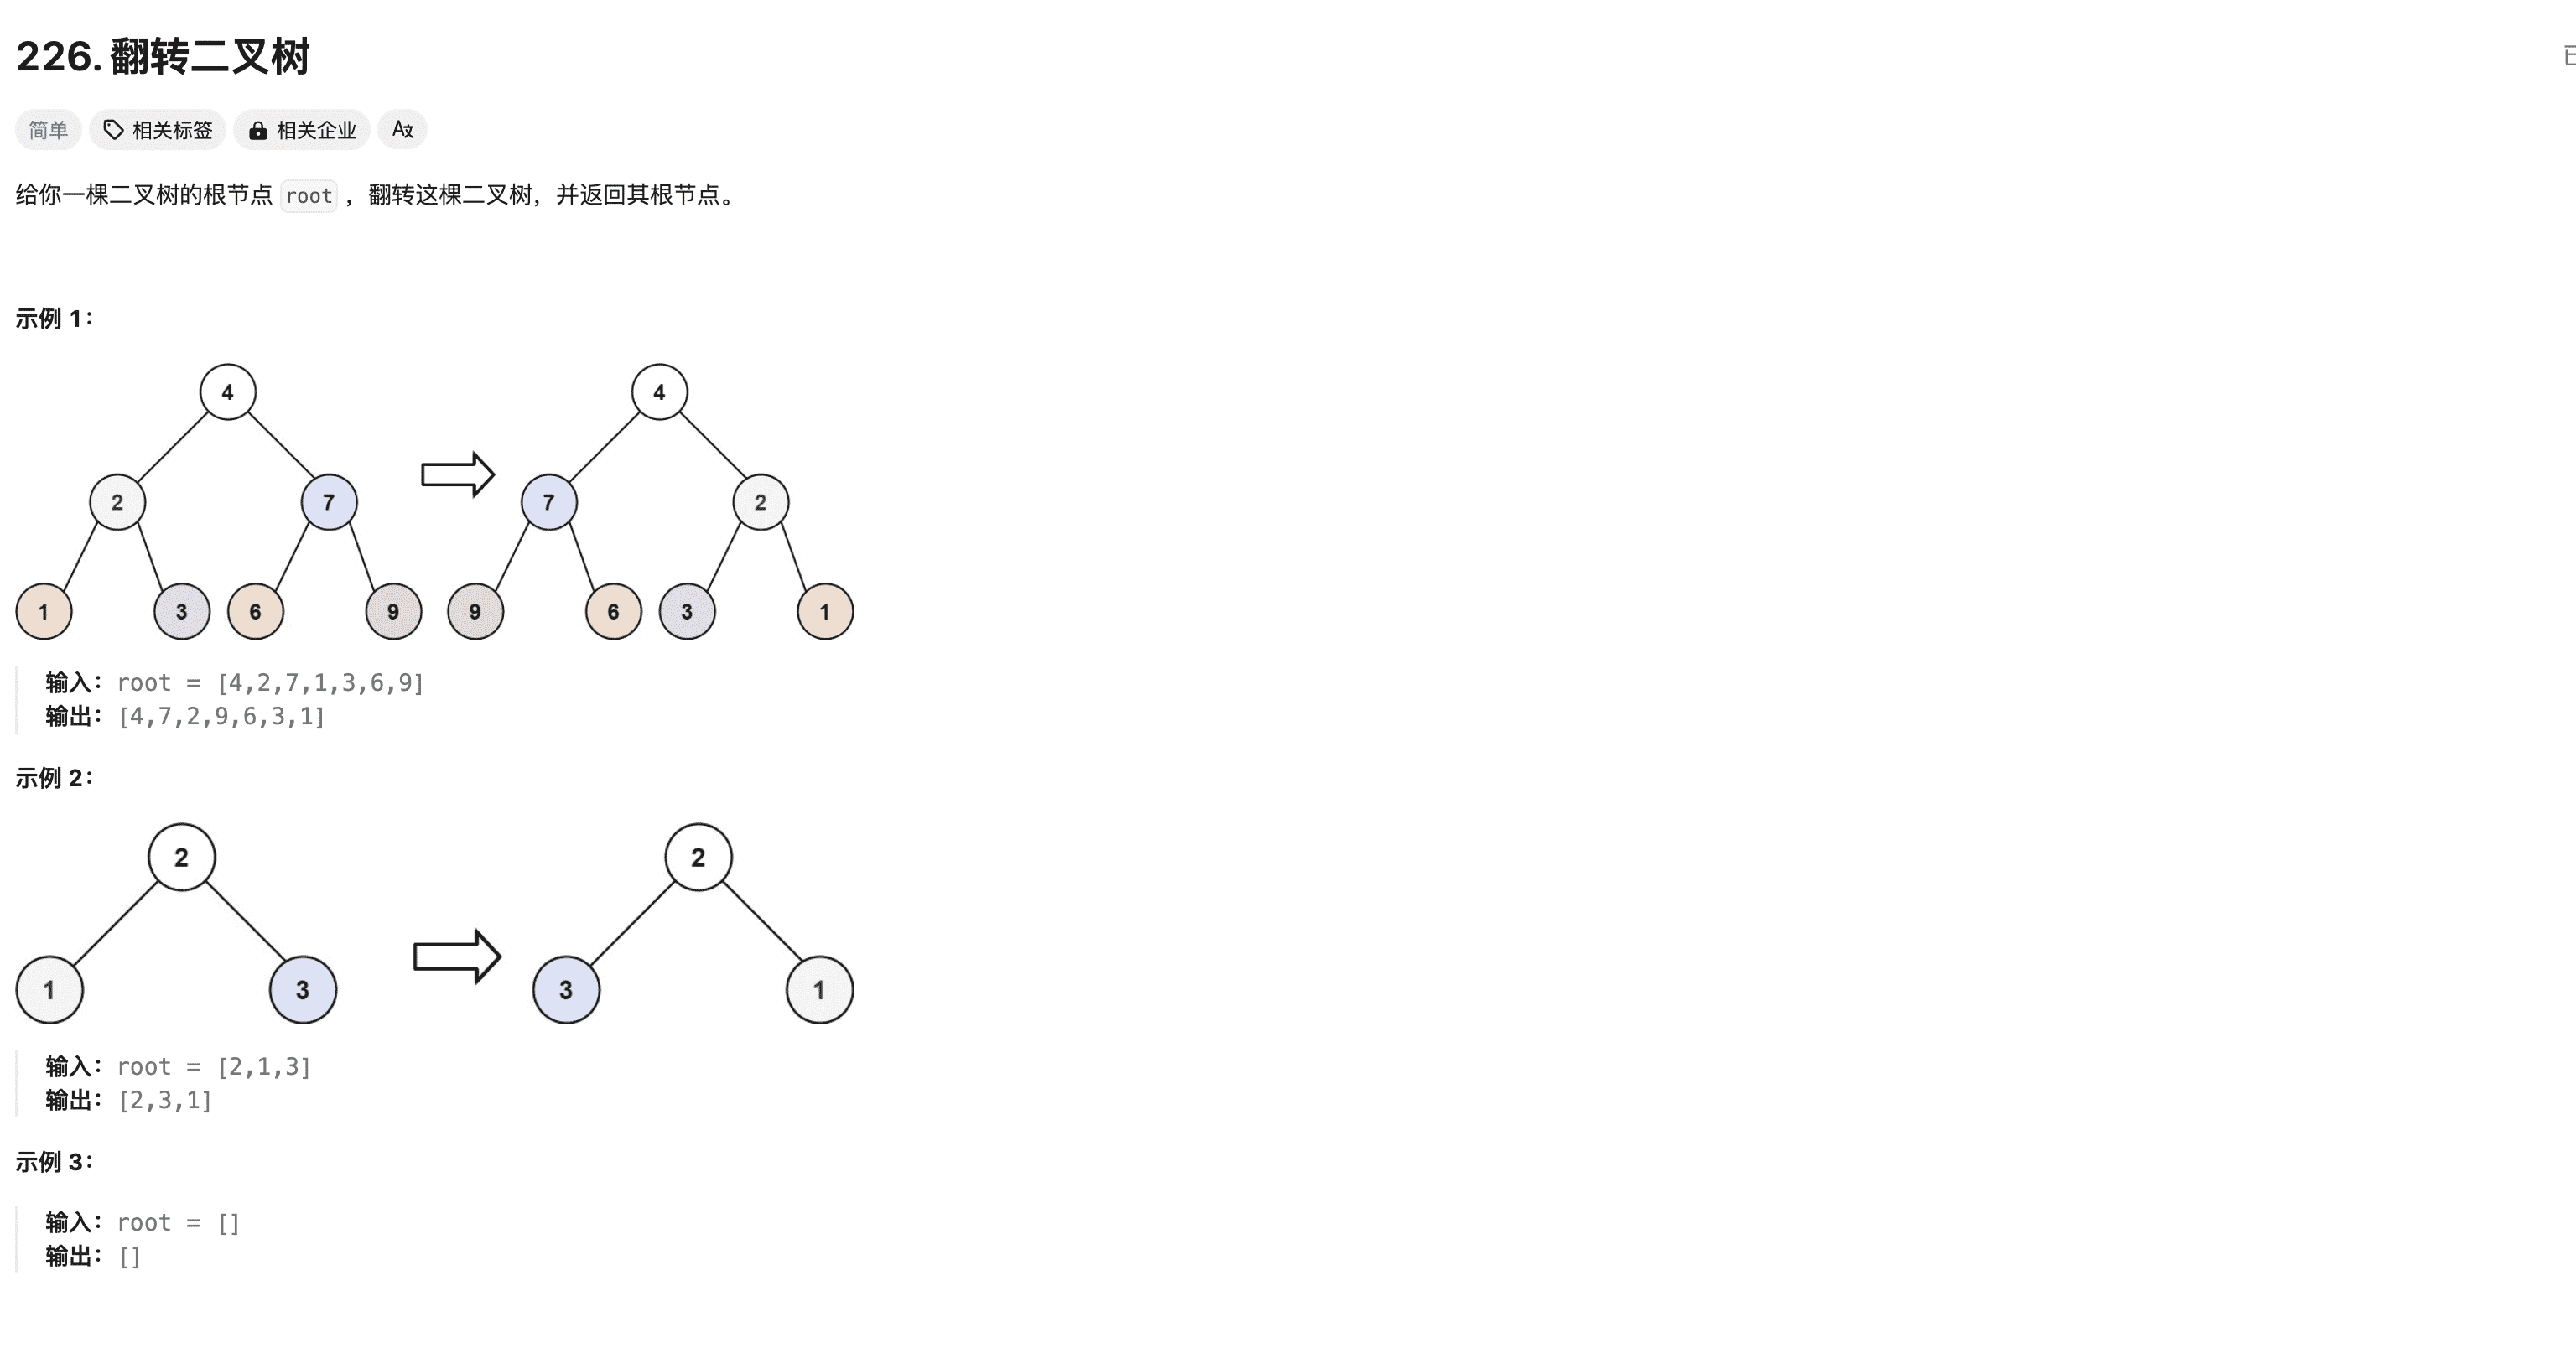 226. 翻转二叉树
简单 相关标签 相关企业 A文
给你一棵二叉树的根节点 root ，翻转这棵二叉树，并返回其根节点。
示例 1：
4 4
2 7 7 2
1 3 6 9 9 6 3 1
输入：root = [4,2,7,1,3,6,9]
输出：[4,7,2,9,6,3,1]
示例 2：
2 2
1 3 3 1
输入：root = [2,1,3]
输出：[2,3,1]
示例 3：
输入：root = []
输出：[]